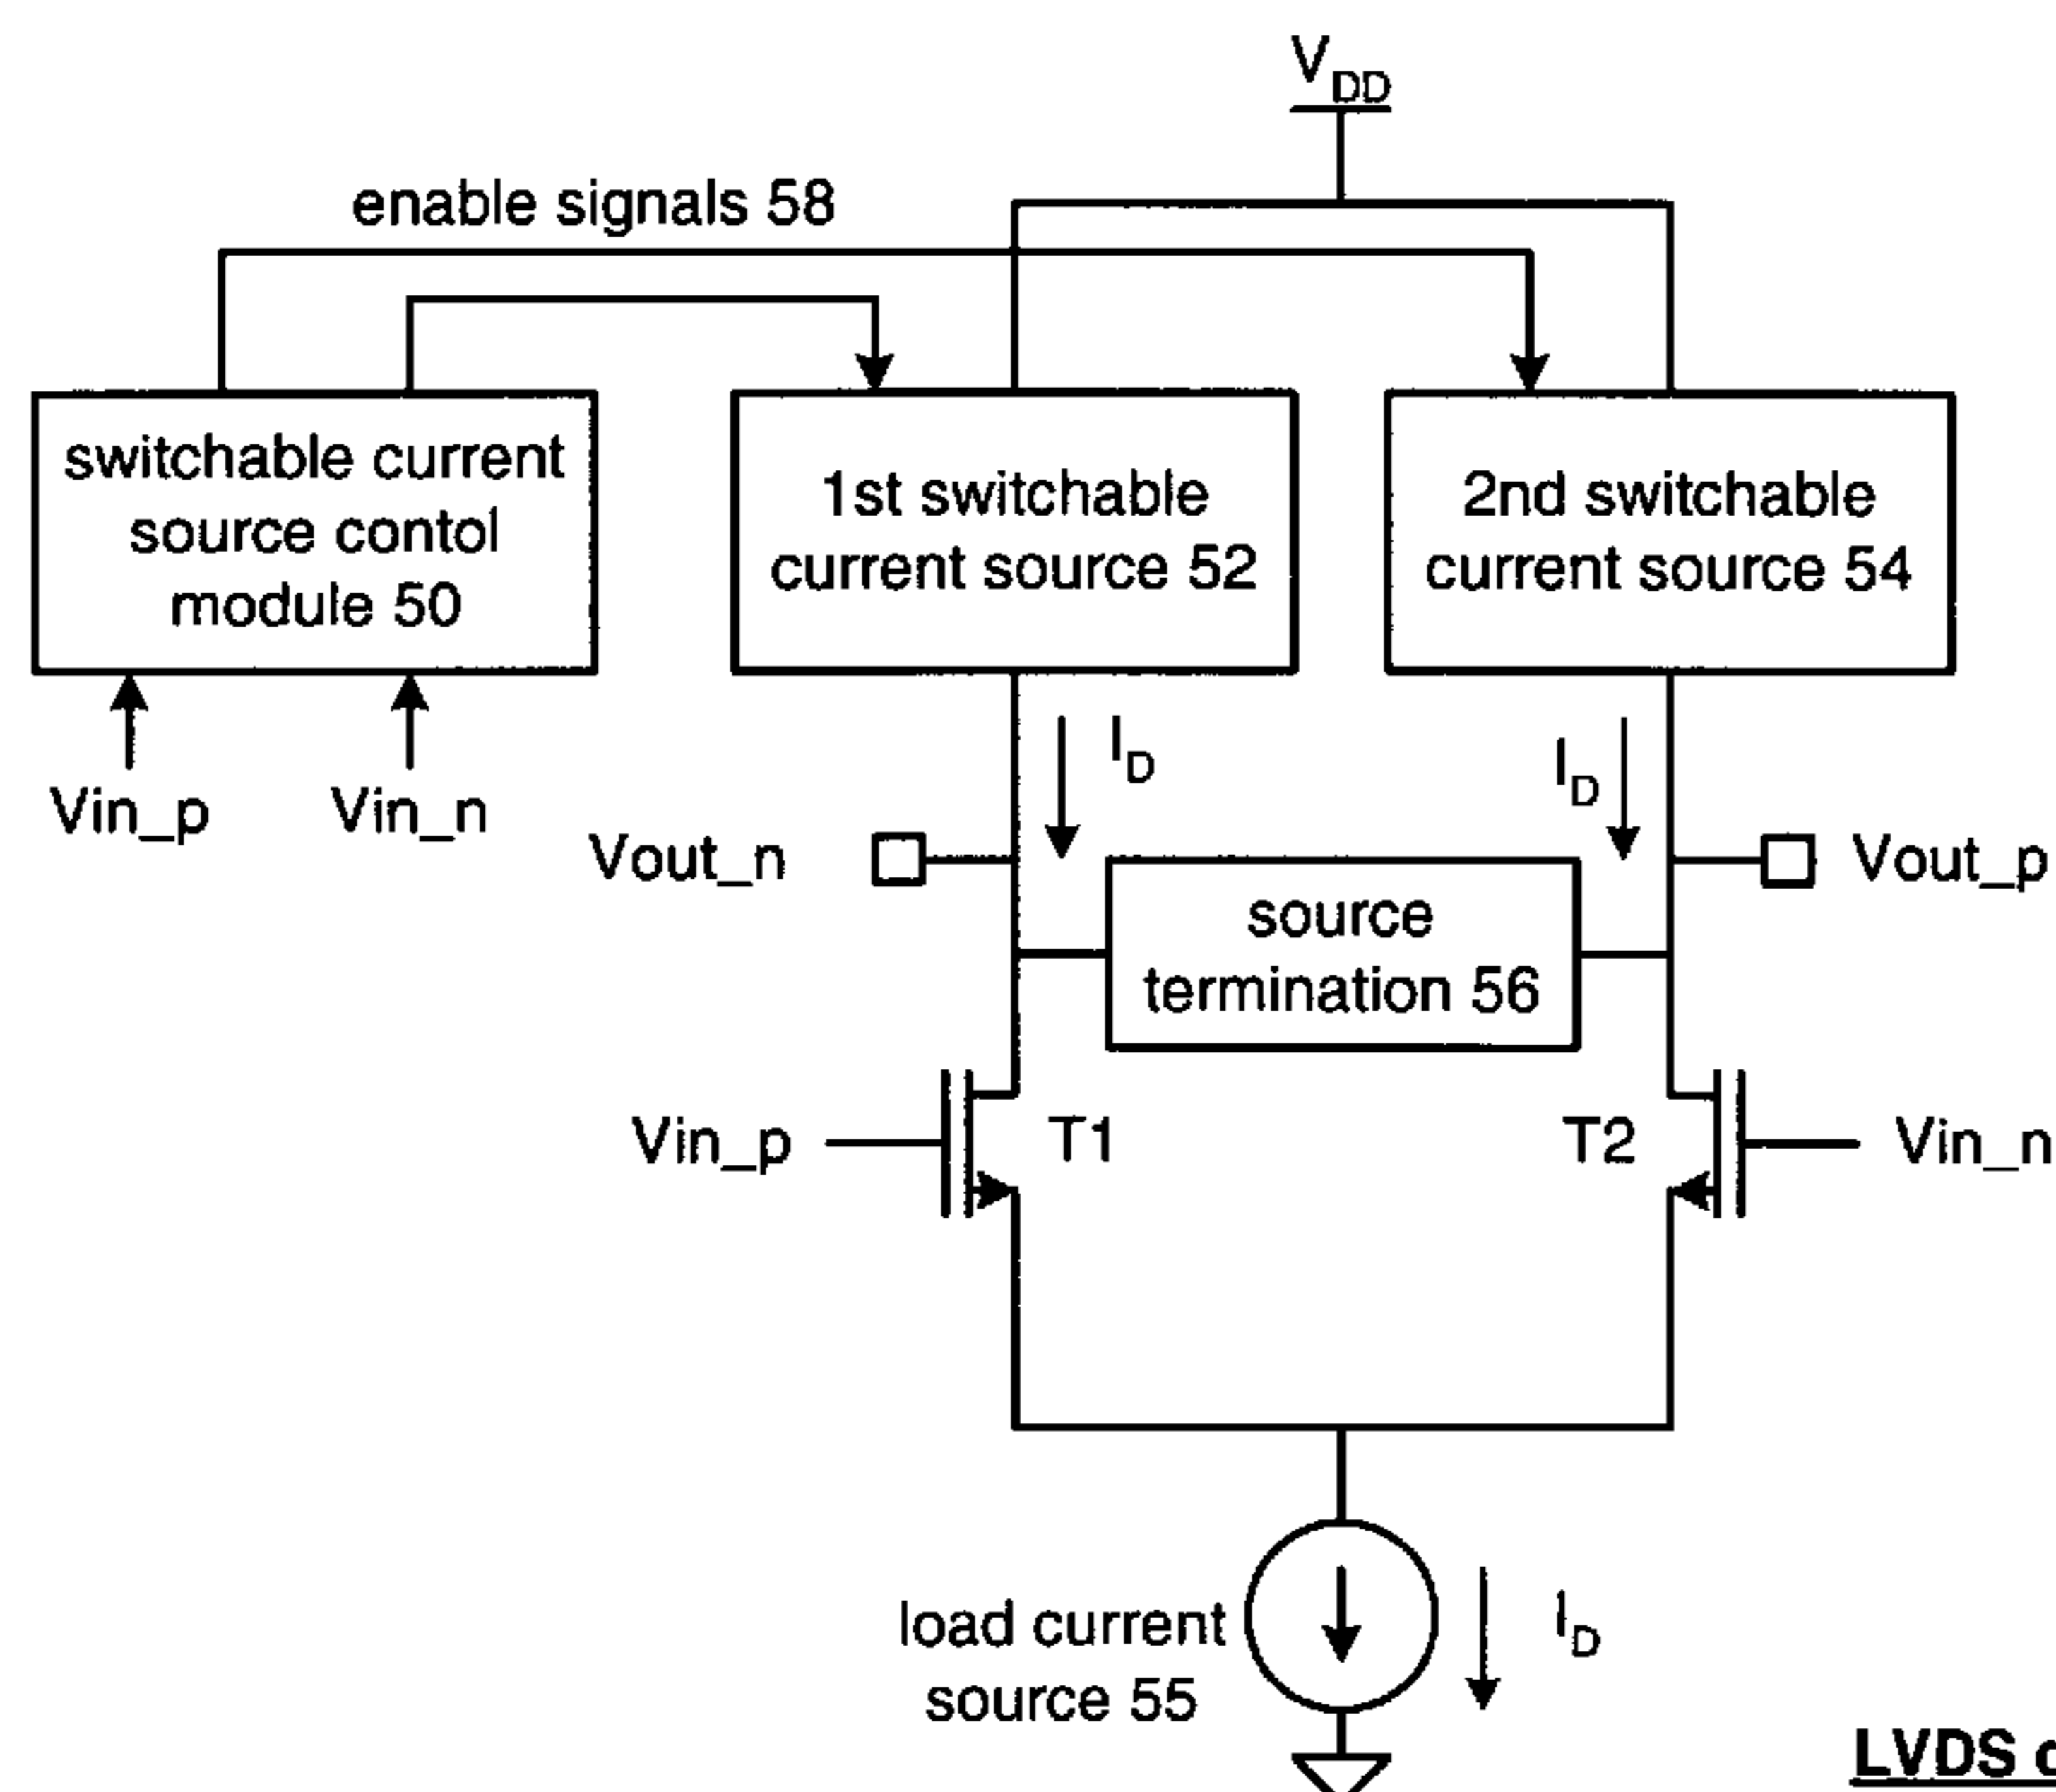 V_DD
enable signals 58
switchable current
source contol
module 50
1st switchable
current source 52
2nd switchable
current source 54
Vin_p
Vin_n
I_D
I_D
Vout_n
Vout_p
source
termination 56
Vin_p
T1
T2
Vin_n
load current
source 55
I_D
LVDS